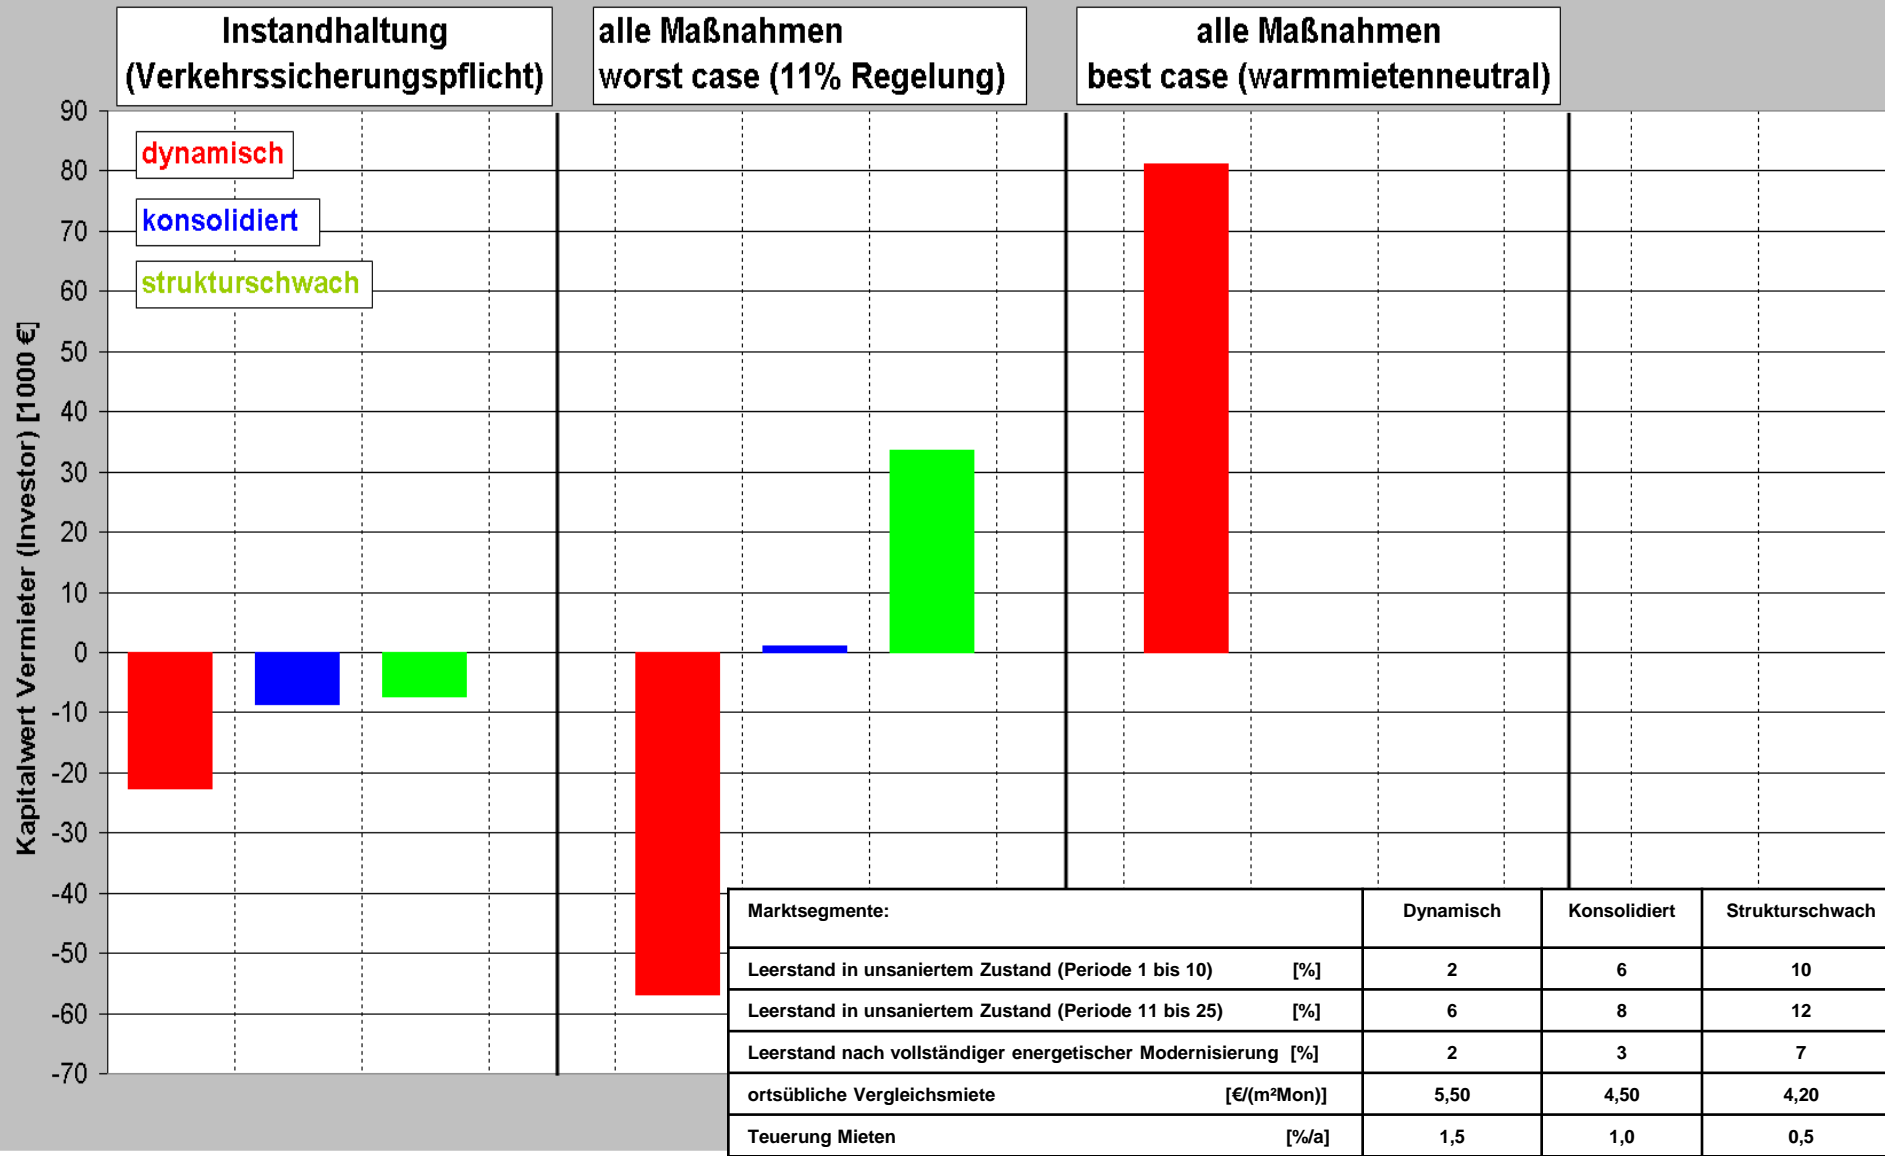 Instandhaltung
(Verkehrssicherungspflicht)
alle Maßnahmen
worst case (11% Regelung)
alle Maßnahmen
best case (warmmietenneutral)
dynamisch
konsolidiert
strukturschwach
Kapitalwert Vermieter (Investor) [1000 €]
90
80
70
60
50
40
30
20
10
0
-10
-20
-30
-40
-50
-60
-70
Marktsegmente: Dynamisch Konsolidiert Strukturschwach
Leerstand in unsaniertem Zustand (Periode 1 bis 10) [%] 2 6 10
Leerstand in unsaniertem Zustand (Periode 11 bis 25) [%] 6 8 12
Leerstand nach vollständiger energetischer Modernisierung [%] 2 3 7
ortsübliche Vergleichsmiete [€/(m²Mon)] 5,50 4,50 4,20
Teuerung Mieten [%/a] 1,5 1,0 0,5